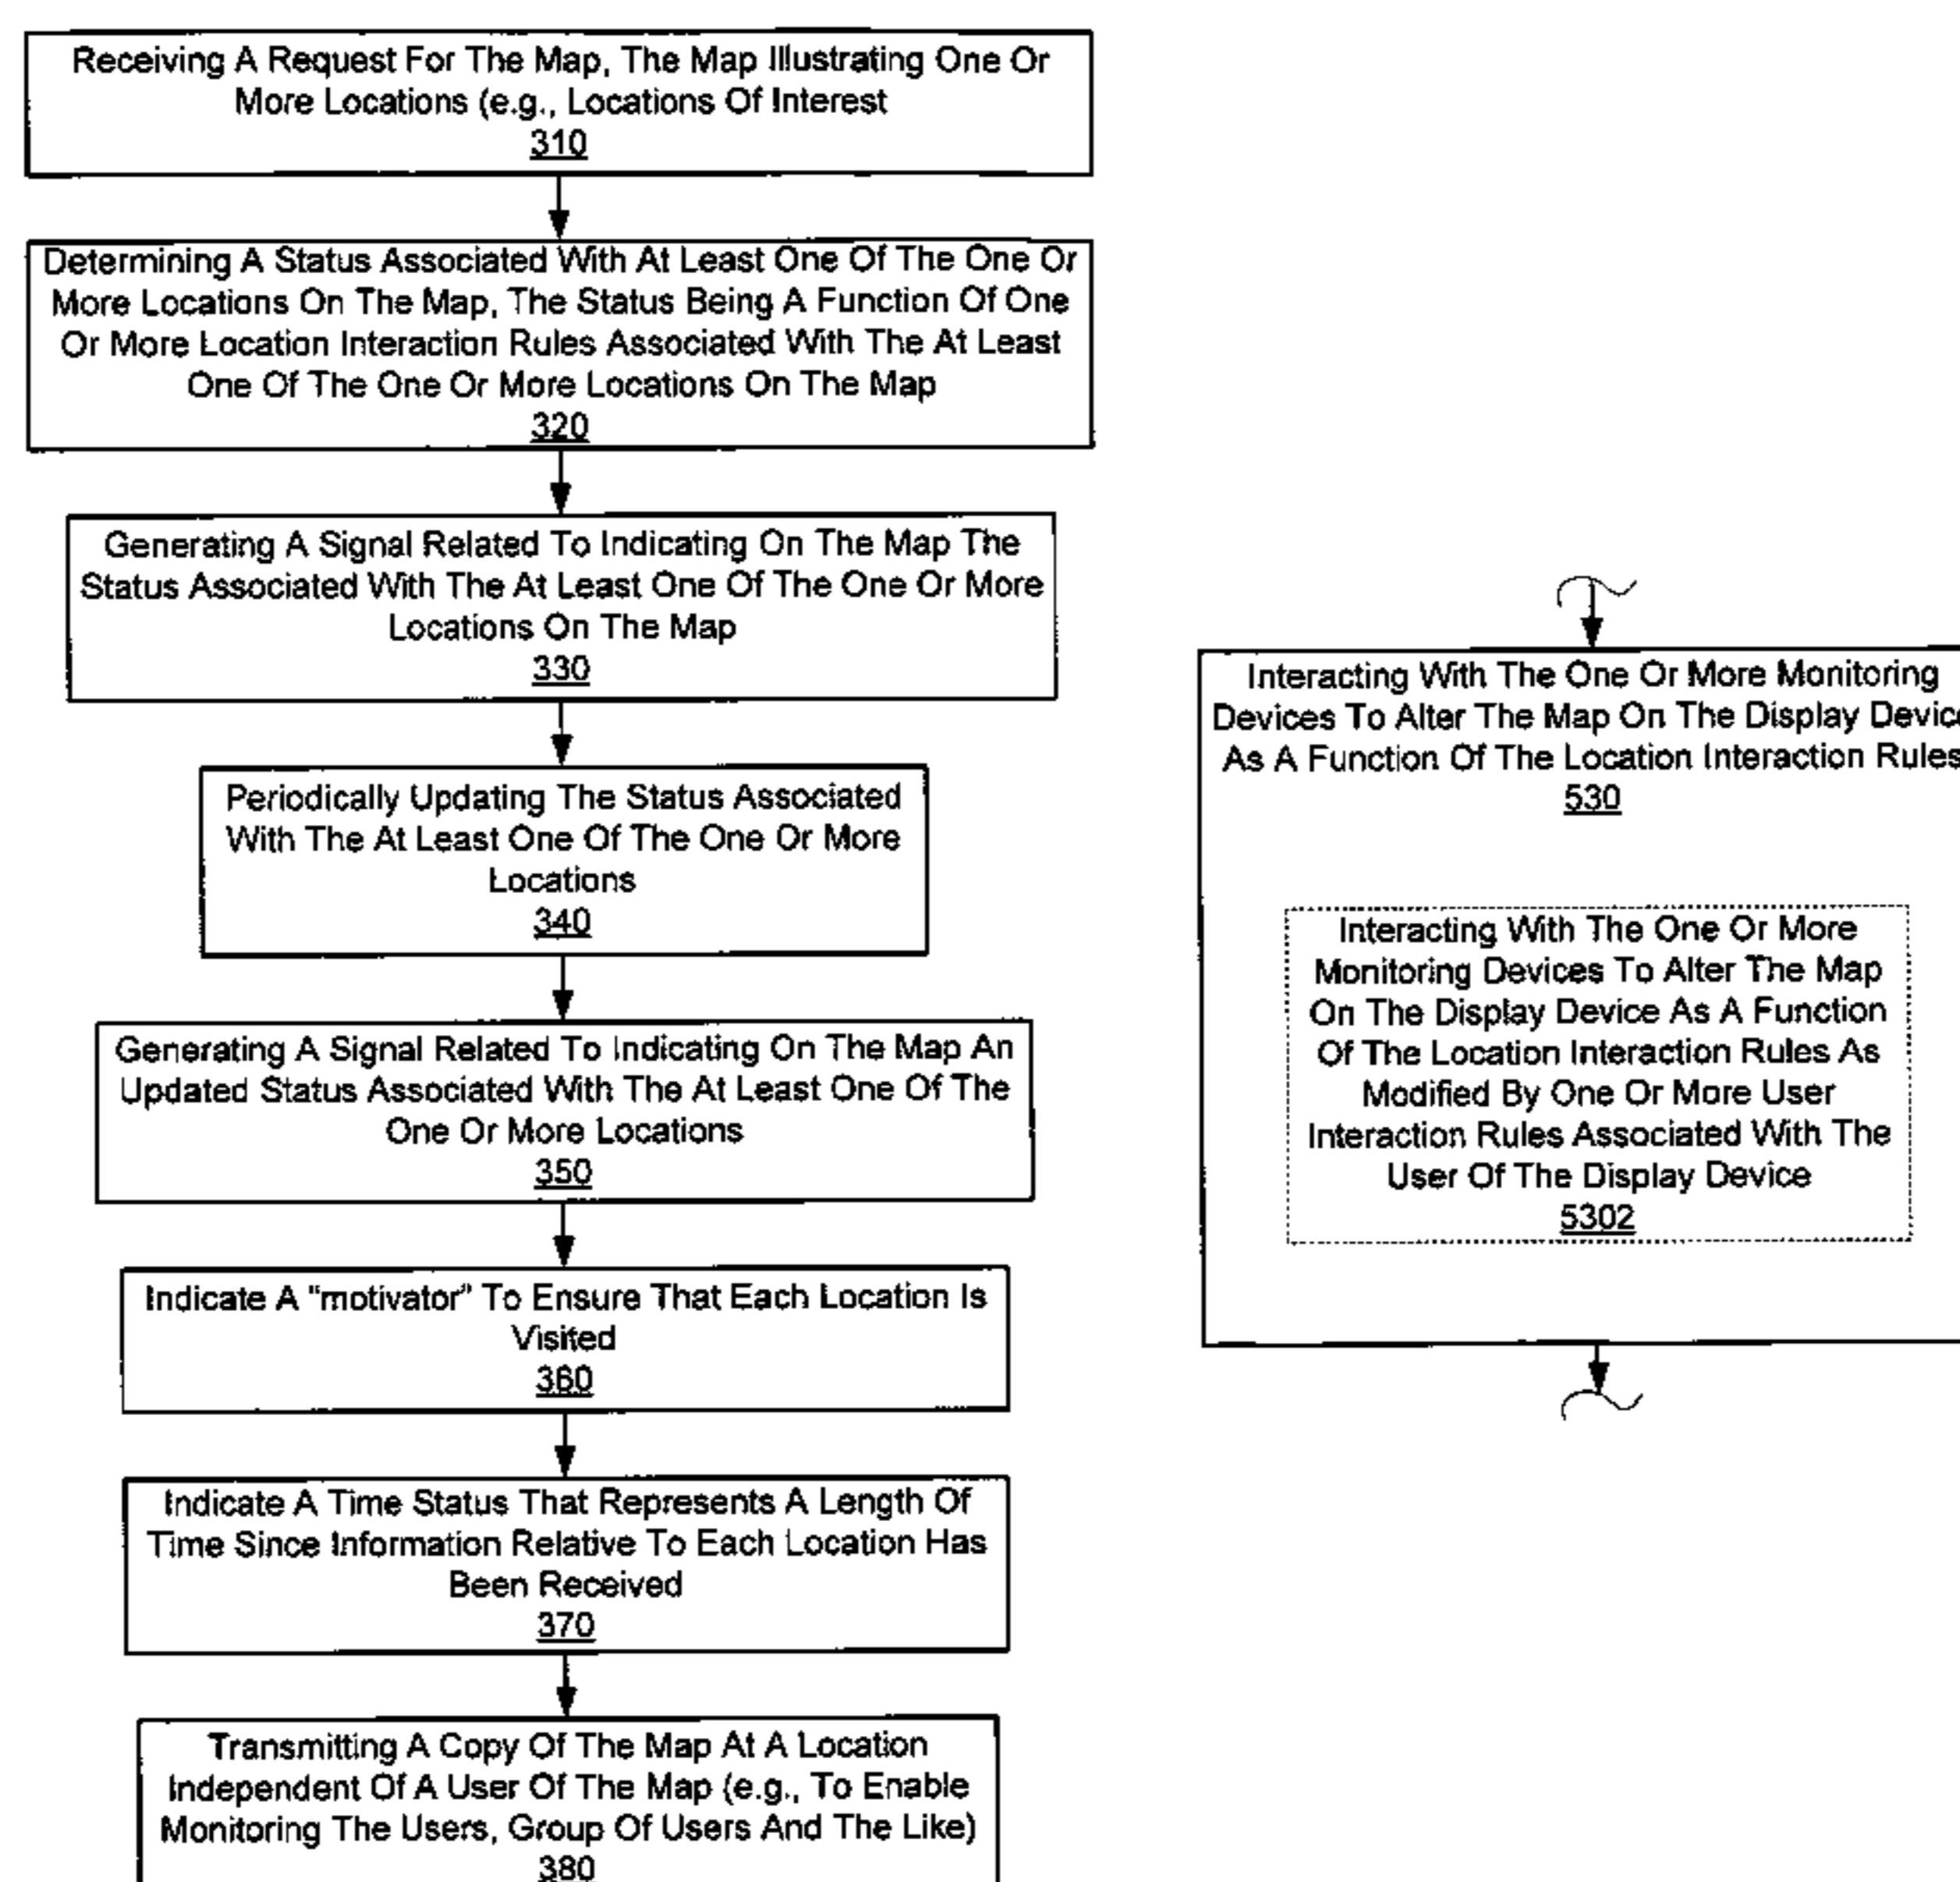 Receiving A Request For The Map, The Map Illustrating One Or
More Locations (e.g., Locations Of Interest
310
Determining A Status Associated With At Least One Of The One Or
More Locations On The Map, The Status Being A Function Of One
Or More Location Interaction Rules Associated With The At Least
One Of The One Or More Locations On The Map
320
Generating A Signal Related To Indicating On The Map The
Status Associated With The At Least One Of The One Or More
Locations On The Map
330
Periodically Updating The Status Associated
With The At Least One Of The One Or More
Locations
340
Generating A Signal Related To Indicating On The Map An
Updated Status Associated With The At Least One Of The
One Or More Locations
350
Indicate A "motivator" To Ensure That Each Location Is
Visited
360
Indicate A Time Status That Represents A Length Of
Time Since Information Relative To Each Location Has
Been Received
370
Transmitting A Copy Of The Map At A Location
Independent Of A User Of The Map (e.g., To Enable
Monitoring The Users, Group Of Users And The Like)
380
Interacting With The One Or More Monitoring
Devices To Alter The Map On The Display Device
As A Function Of The Location Interaction Rules
530
Interacting With The One Or More
Monitoring Devices To Alter The Map
On The Display Device As A Function
Of The Location Interaction Rules As
Modified By One Or More User
Interaction Rules Associated With The
User Of The Display Device
5302